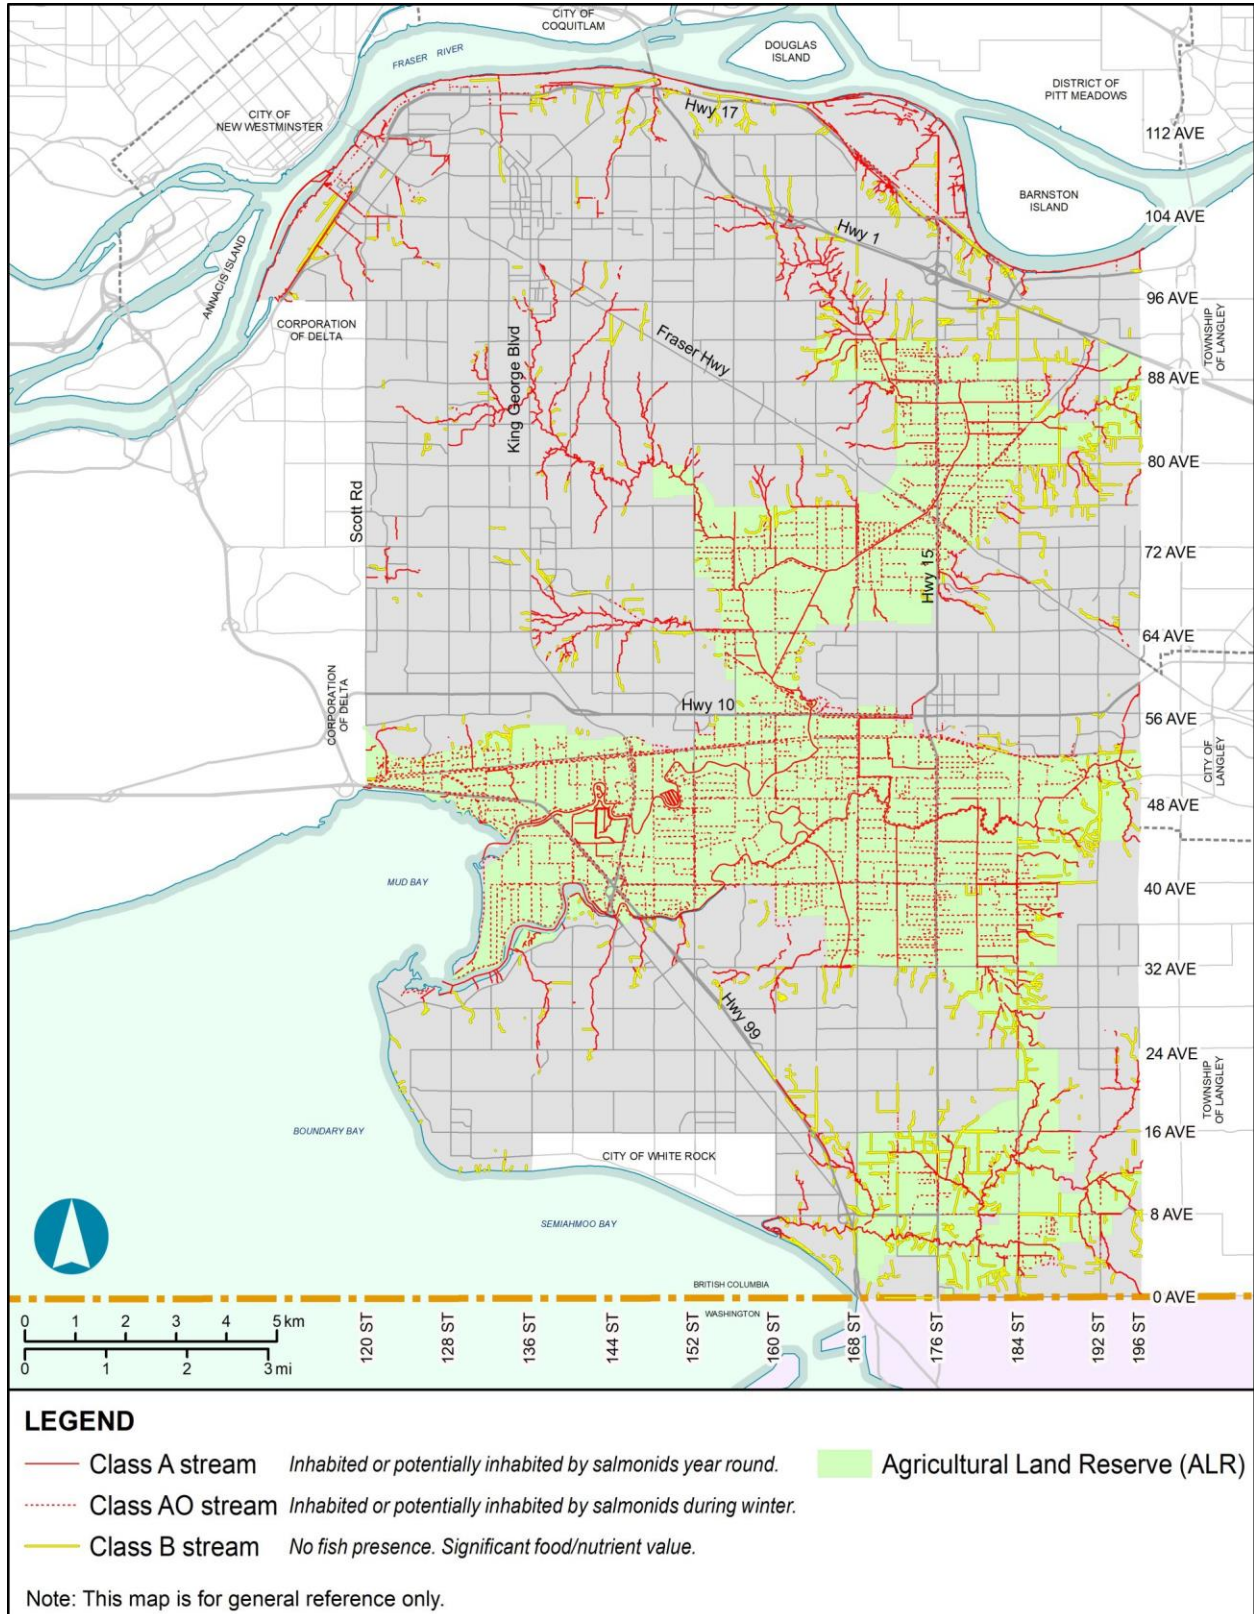 CITY OF
COQUITLAM
DOUGLAS
ISLAND
FRASER RIVER
DISTRICT OF
PITT MEADOWS
CITY OF
NEW WESTMINSTER
Hwy 17
112 AVE
BARNSTON
ISLAND
104 AVE
Hwy 1
ANNACIS ISLAND
96 AVE
CORPORATION
OF DELTA
King George Blvd
Fraser Hwy
TOWNSHIP
OF LANGLEY
88 AVE
80 AVE
Scott Rd
72 AVE
Hwy 15
64 AVE
CORPORATION
OF DELTA
Hwy 10
56 AVE
CITY OF
LANGLEY
48 AVE
MUD BAY
40 AVE
32 AVE
Hwy 99
24 AVE
TOWNSHIP
OF LANGLEY
BOUNDARY BAY
16 AVE
CITY OF WHITE ROCK
8 AVE
SEMIAHMOO BAY
BRITISH COLUMBIA
0 AVE
WASHINGTON
0 1 2 3 4 5 km
0 1 2 3 mi
120 ST
128 ST
136 ST
144 ST
152 ST
160 ST
168 ST
176 ST
184 ST
192 ST
196 ST
LEGEND
Class A stream Inhabited or potentially inhabited by salmonids year round.
Agricultural Land Reserve (ALR)
Class AO stream Inhabited or potentially inhabited by salmonids during winter.
Class B stream No fish presence. Significant food/nutrient value.
Note: This map is for general reference only.